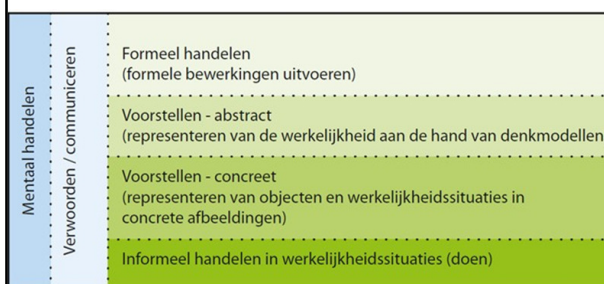 Mentaal handelen
Verwoorden / communiceren
Formeel handelen
(formele bewerkingen uitvoeren)
Voorstellen - abstract
(representeren van de werkelijkheid aan de hand van denkmodellen
Voorstellen - concreet
(representeren van objecten en werkelijkheidssituaties in
concrete afbeeldingen)
Informeel handelen in werkelijkheidssituaties (doen)